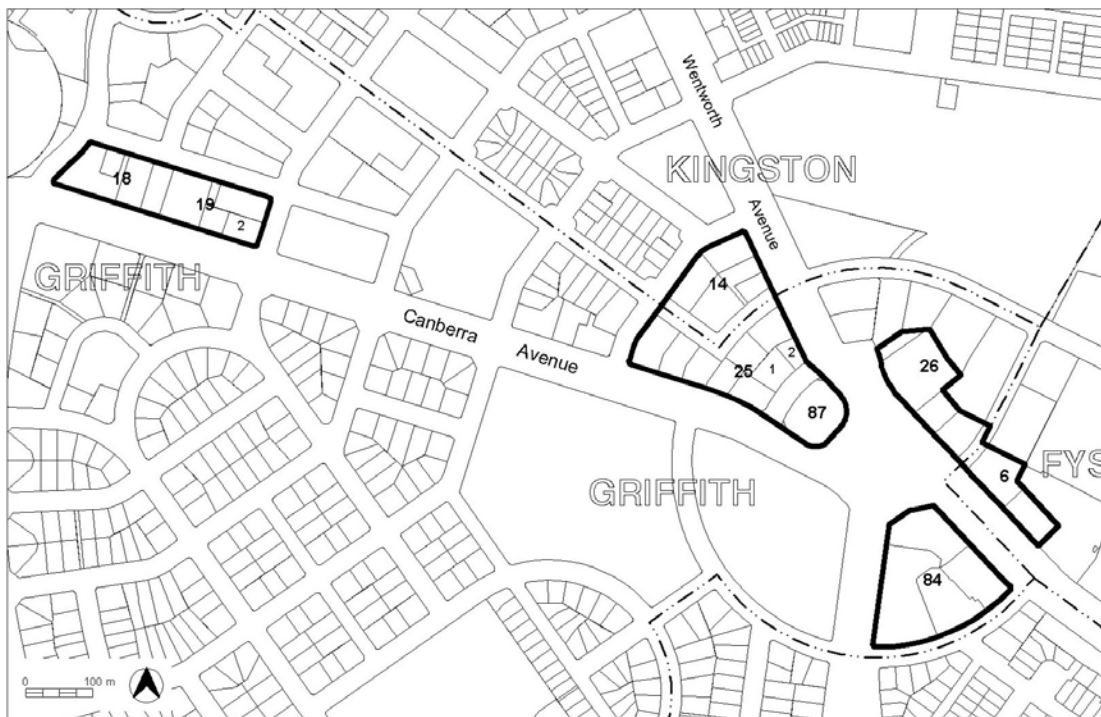 Wentworth
Avenue
KINGSTON
18
19
2
GRIFFITH
14
Canberra
Avenue
25
1
2
87
26
6
FYS
GRIFFITH
84
0
100 m